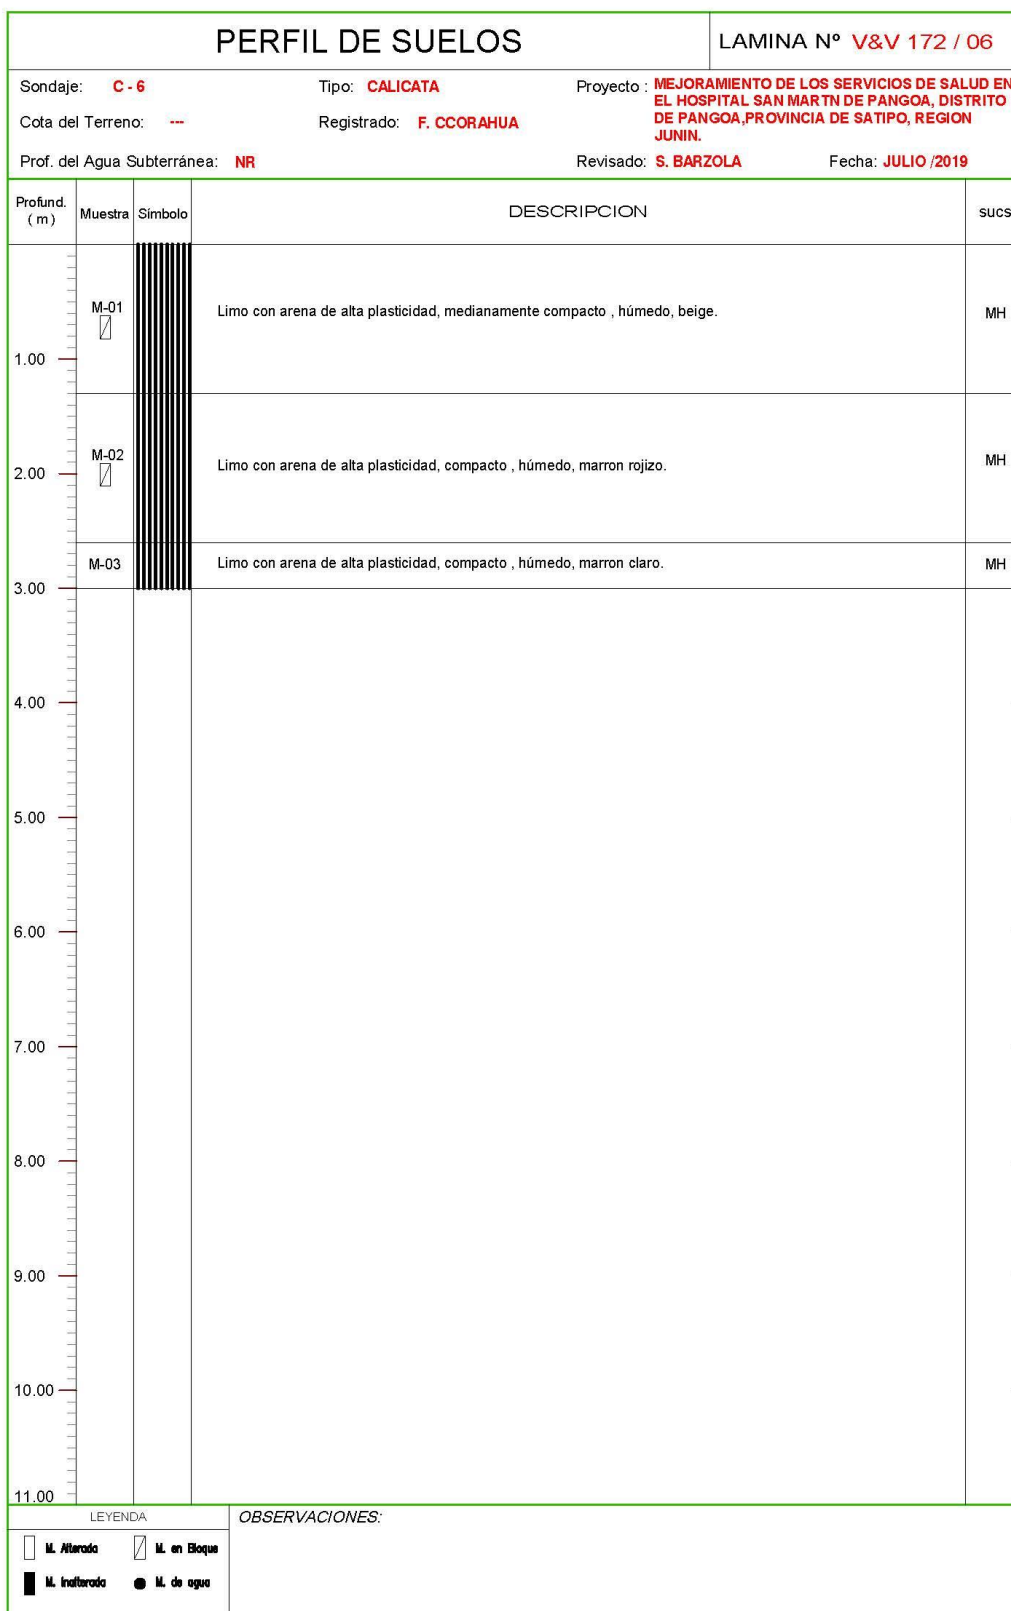 PERFIL DE SUELOS
LAMINA Nº V&V 172 / 06
Sondaje: C - 6
Tipo: CALICATA
Proyecto : MEJORAMIENTO DE LOS SERVICIOS DE SALUD EN
EL HOSPITAL SAN MARTN DE PANGOA, DISTRITO
DE PANGOA,PROVINCIA DE SATIPO, REGION
JUNIN.
Cota del Terreno: ---
Registrado: F. CCORAHUA
Prof. del Agua Subterránea: NR
Revisado: S. BARZOLA
Fecha: JULIO /2019
Profund.
( m )
Muestra
Símbolo
DESCRIPCION
sucs
M-01
Limo con arena de alta plasticidad, medianamente compacto , húmedo, beige.
MH
1.00
M-02
Limo con arena de alta plasticidad, compacto , húmedo, marron rojizo.
MH
2.00
M-03
Limo con arena de alta plasticidad, compacto , húmedo, marron claro.
MH
3.00
4.00
5.00
6.00
7.00
8.00
9.00
10.00
11.00
LEYENDA
OBSERVACIONES:
M. Alterada
M. en Bloque
M. Inalterada
M. de agua